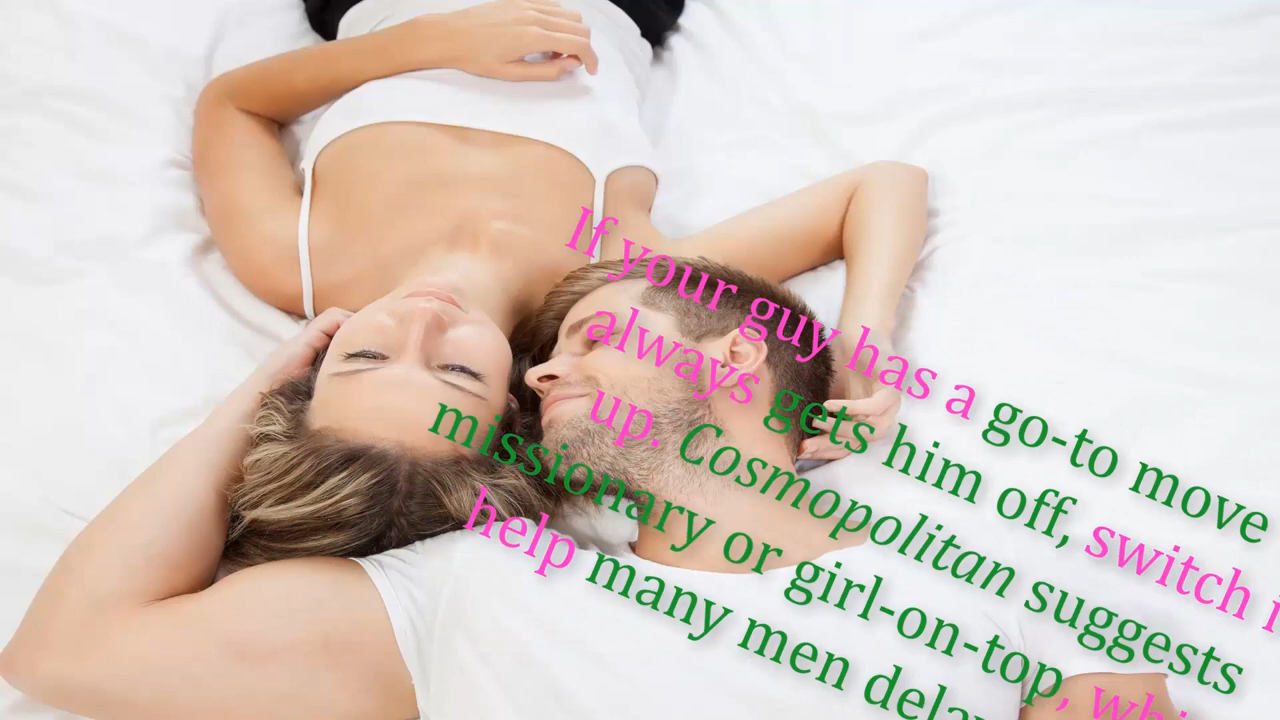 If your guy has a go-to move
always gets him off, switch
up. Cosmopolitan suggests
missionary or girl-on-top,
help many men